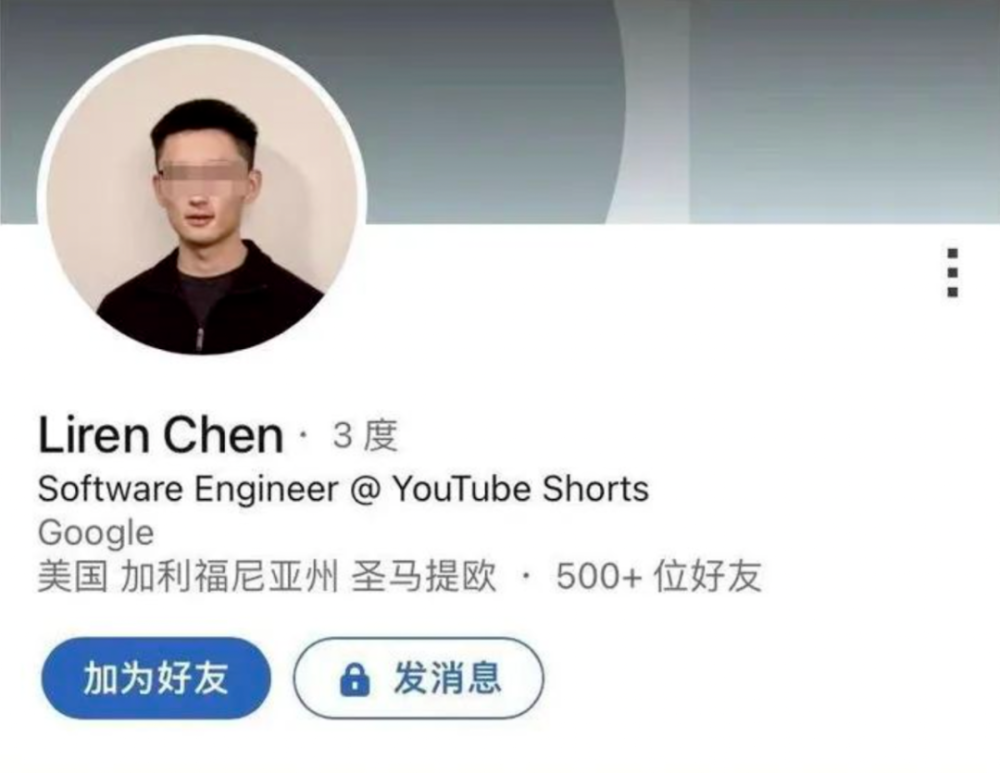 Liren Chen · 3 度
Software Engineer @ YouTube Shorts
Google
美国 加利福尼亚州 圣马提欧 · 500+ 位好友
加为好友
发消息